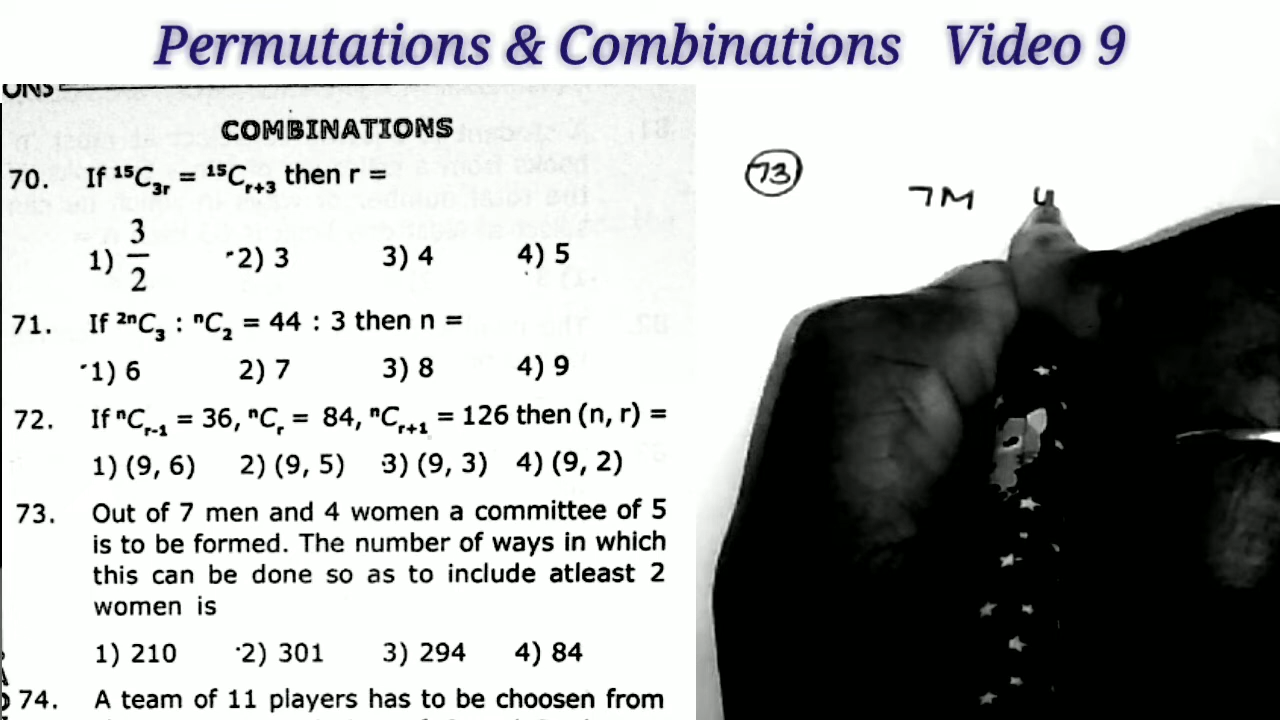 Permutations & Combinations Video 9
COMBINATIONS
70. If ¹⁵C₃ᵣ = ¹⁵Cᵣ₊₃ then r =
1) 3/2 2) 3 3) 4 4) 5
71. If ²ⁿC₃ : ⁿC₂ = 44 : 3 then n =
1) 6 2) 7 3) 8 4) 9
72. If ⁿCᵣ₋₁ = 36, ⁿCᵣ = 84, ⁿCᵣ₊₁ = 126 then (n, r) =
1) (9, 6) 2) (9, 5) 3) (9, 3) 4) (9, 2)
73. Out of 7 men and 4 women a committee of 5
is to be formed. The number of ways in which
this can be done so as to include atleast 2
women is
1) 210 2) 301 3) 294 4) 84
74. A team of 11 players has to be choosen from
73
7M